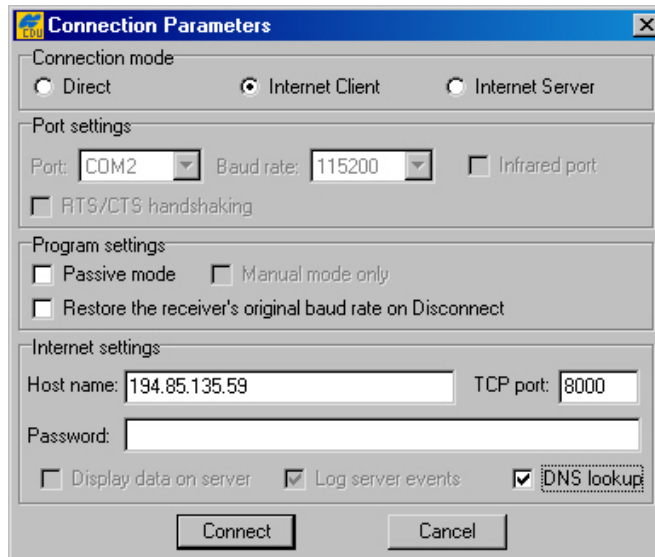 CDU Connection Parameters
Connection mode
Direct Internet Client Internet Server
Port settings
Port: COM2 Baud rate: 115200 Infrared port
RTS/CTS handshaking
Program settings
Passive mode Manual mode only
Restore the receiver's original baud rate on Disconnect
Internet settings
Host name: 194.85.135.59 TCP port: 8000
Password:
Display data on server Log server events DNS lookup
Connect Cancel